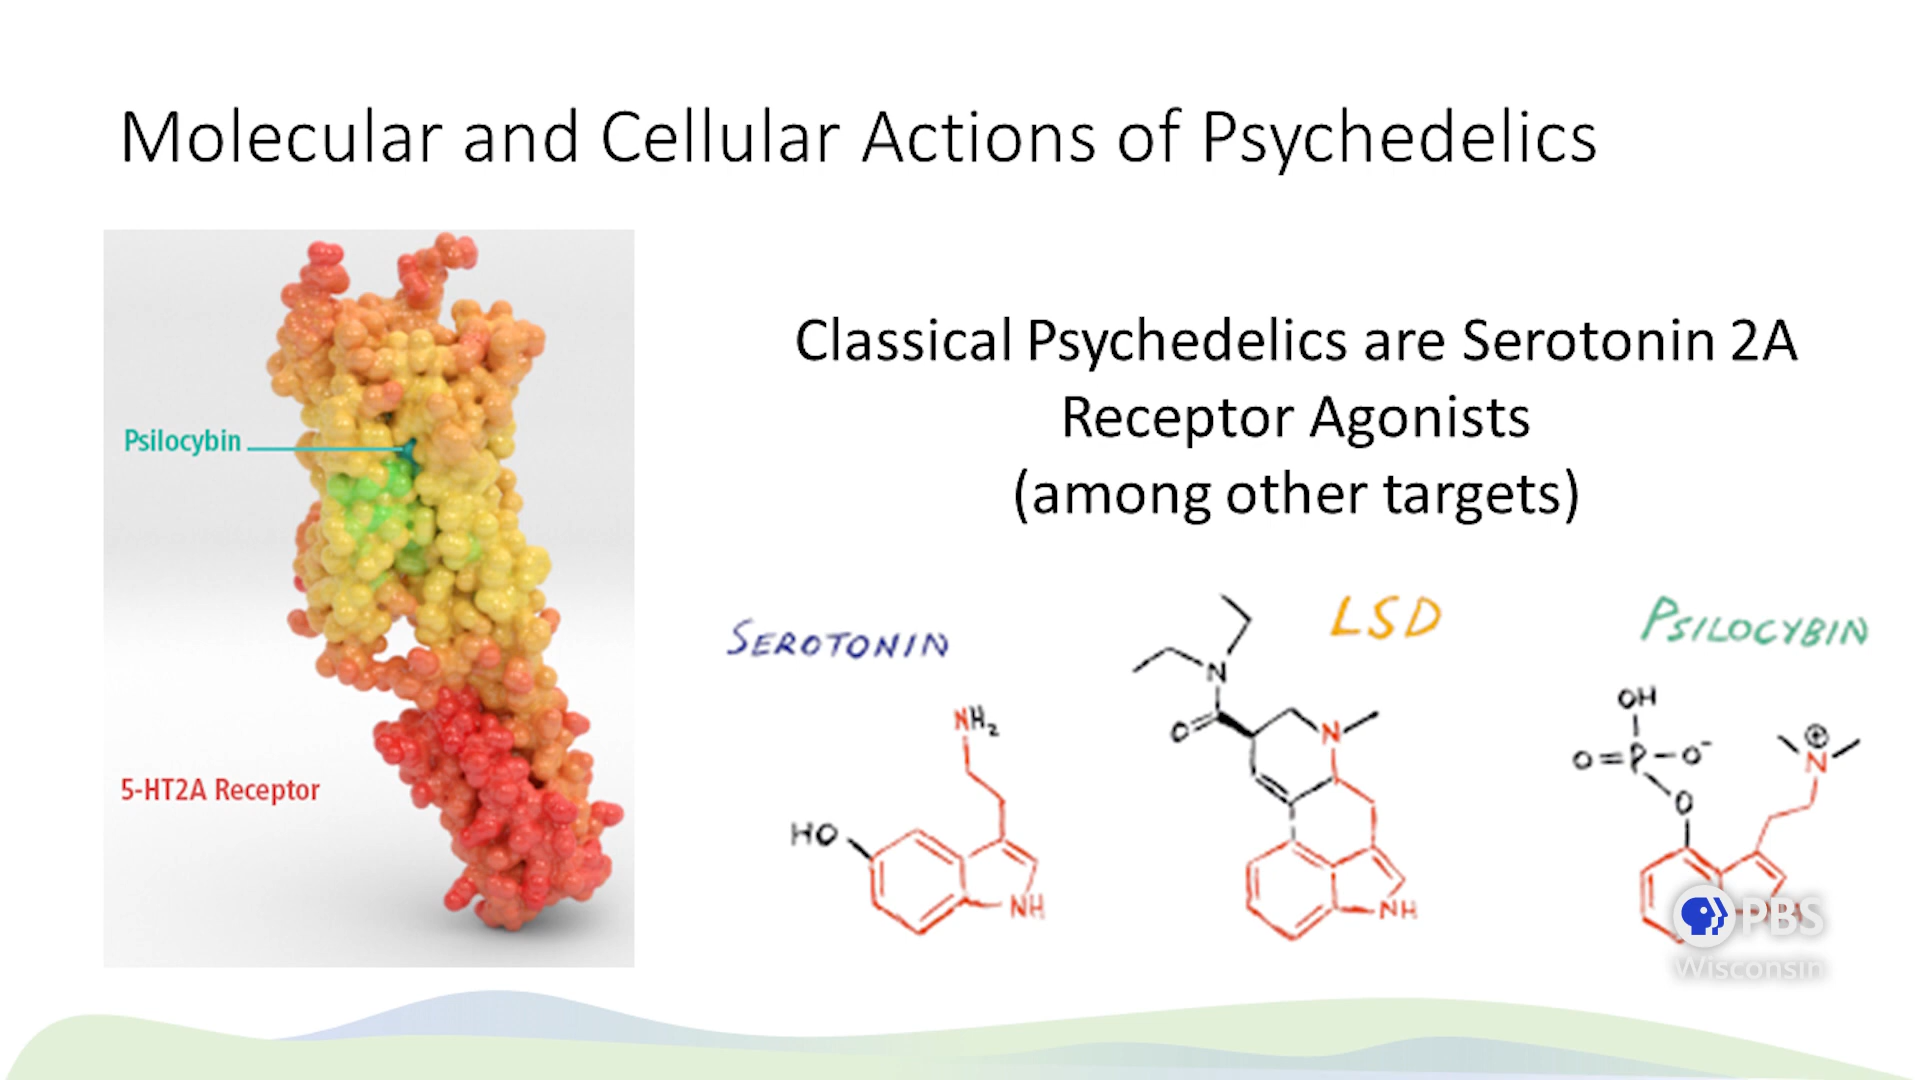 Molecular and Cellular Actions of Psychedelics
Psilocybin
5-HT2A Receptor
Classical Psychedelics are Serotonin 2A
Receptor Agonists
(among other targets)
SEROTONIN
NH₂
HO
NH
LSD
N
O
N
NH
PSILOCYBIN
OH
O=P-O⁻
O
⊕
N
PBS
Wisconsin